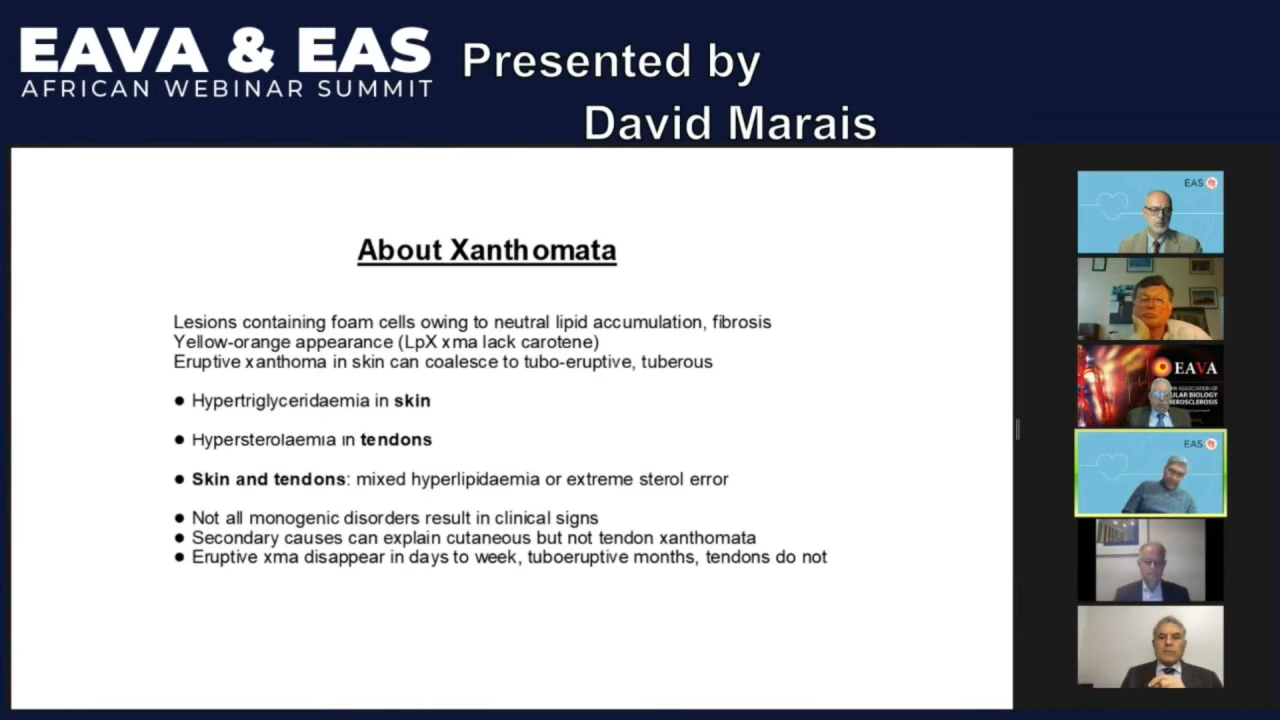 EAVA & EAS
AFRICAN WEBINAR SUMMIT
Presented by
David Marais
About Xanthomata
Lesions containing foam cells owing to neutral lipid accumulation, fibrosis
Yellow-orange appearance (LpX xma lack carotene)
Eruptive xanthoma in skin can coalesce to tubo-eruptive, tuberous
● Hypertriglyceridaemia in skin
● Hypersterolaemia in tendons
● Skin and tendons: mixed hyperlipidaemia or extreme sterol error
● Not all monogenic disorders result in clinical signs
● Secondary causes can explain cutaneous but not tendon xanthomata
● Eruptive xma disappear in days to week, tuboeruptive months, tendons do not
EAS
EAVA
EAS